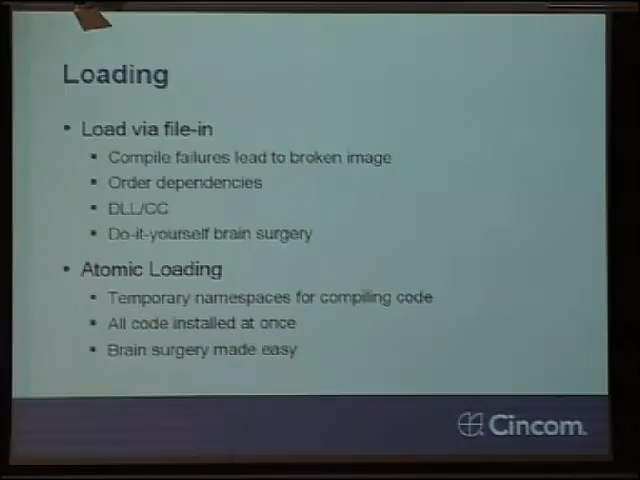 Loading
• Load via file-in
▪ Compile failures lead to broken image
▪ Order dependencies
▪ DLL/CC
▪ Do-it-yourself brain surgery
• Atomic Loading
▪ Temporary namespaces for compiling code
▪ All code installed at once
▪ Brain surgery made easy
Cincom.